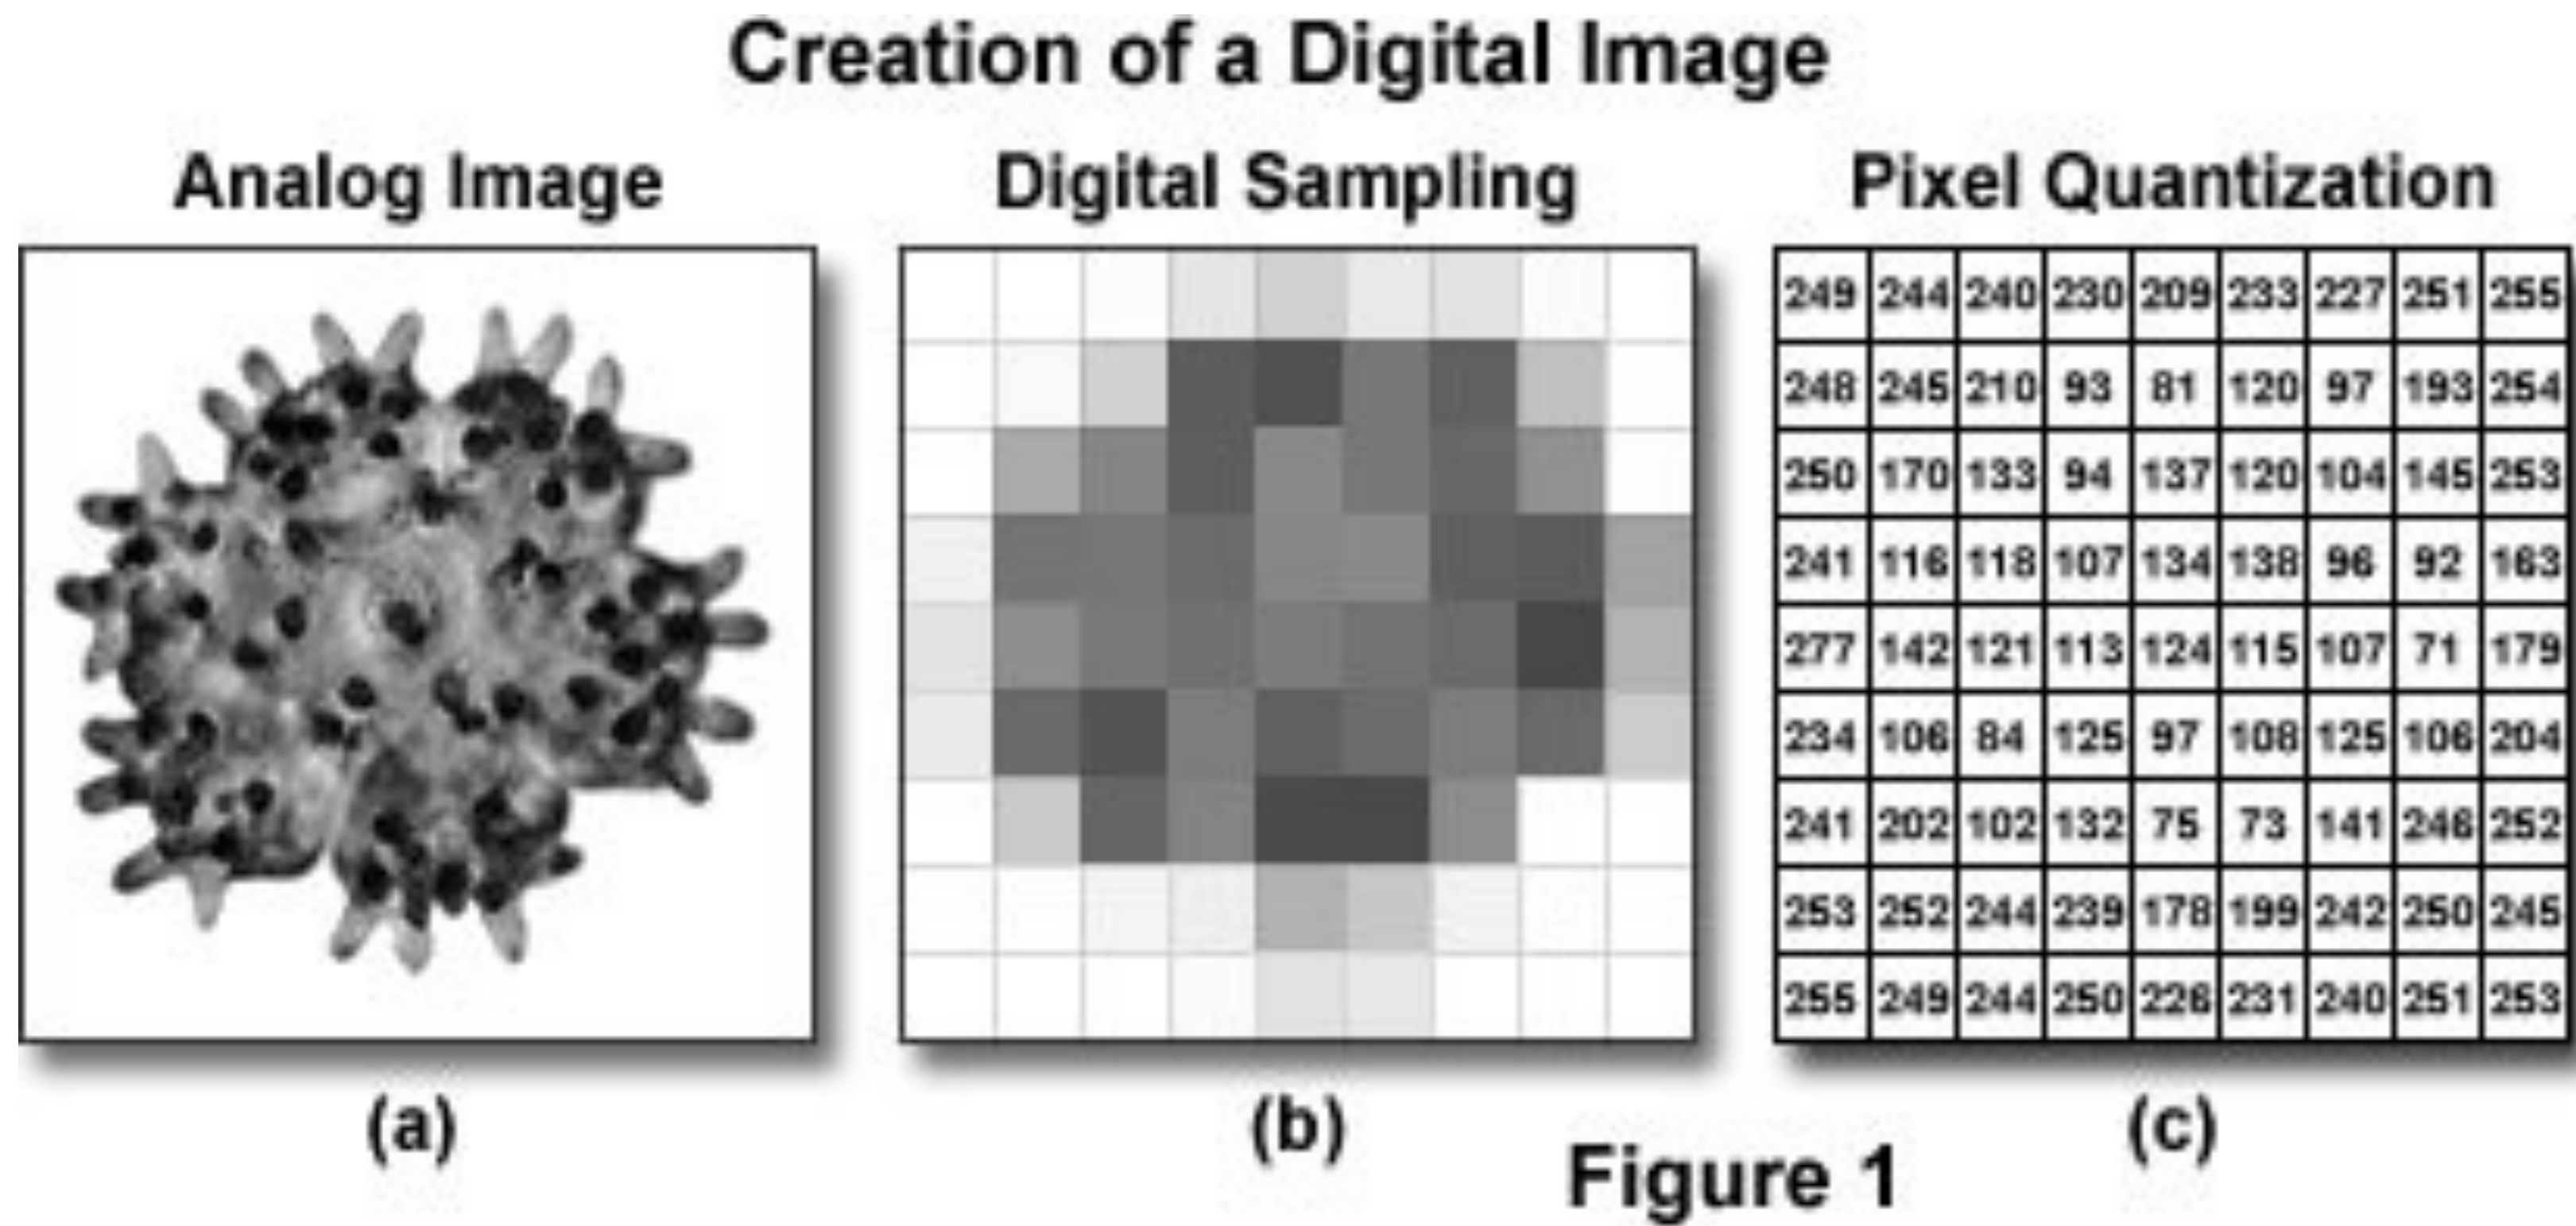 Creation of a Digital Image
Analog Image Digital Sampling Pixel Quantization
249 244 240 230 209 233 227 251 255
248 245 210 93 81 120 97 193 254
250 170 133 94 137 120 104 145 253
241 116 118 107 134 138 96 92 163
277 142 121 113 124 115 107 71 179
234 106 84 125 97 108 125 106 204
241 202 102 132 75 73 141 246 252
253 252 244 239 178 199 242 250 245
255 249 244 250 226 231 240 251 253
(a) (b) (c)
Figure 1